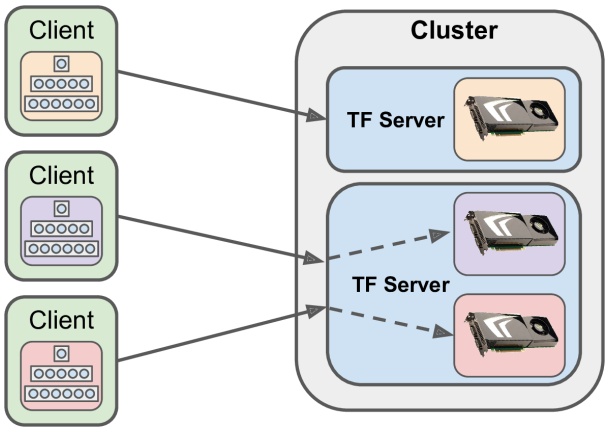 Client
Cluster
TF Server
Client
TF Server
Client